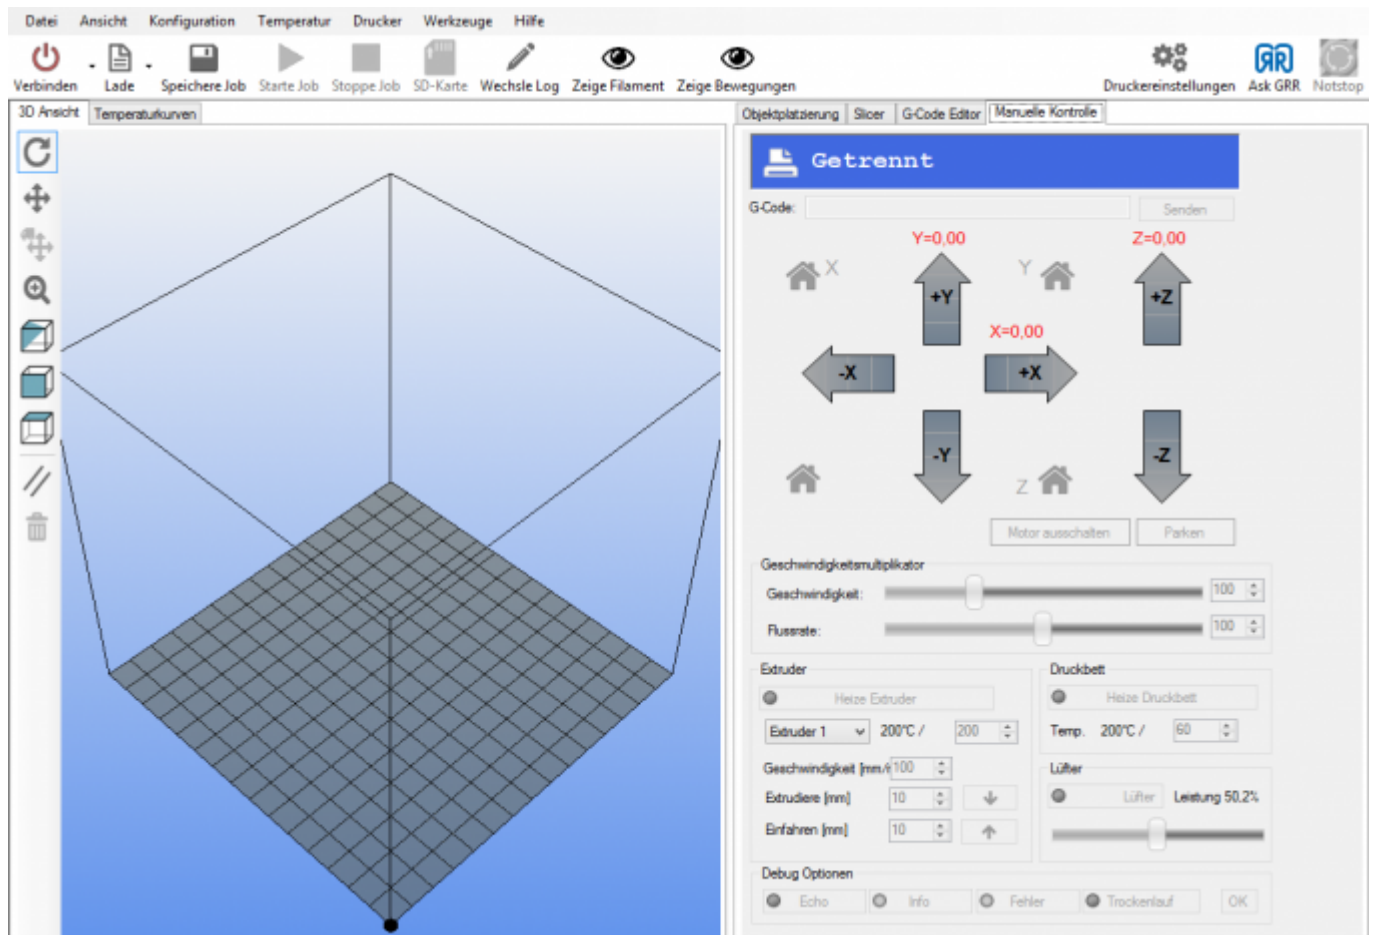 Datei Ansicht Konfiguration Temperatur Drucker Werkzeuge Hilfe
Verbinden Lade Speichere Job Starte Job Stoppe Job SD-Karte Wechsle Log Zeige Filament Zeige Bewegungen Druckereinstellungen Ask GRR Notstop
3D Ansicht Temperaturkurven
Objektplatzierung Slicer G-Code Editor Manuelle Kontrolle
Getrennt
G-Code: Senden
Y=0,00 Z=0,00
X Y
+Y +Z
X=0,00
-X +X
-Y -Z
Z
Motor ausschalten Parken
Geschwindigkeitsmultiplikator
Geschwindigkeit: 100
Flussrate: 100
Extruder Druckbett
Heize Extruder Heize Druckbett
Extruder 1 200°C / 200 Temp. 200°C / 60
Geschwindigkeit [mm/ 100 Lüfter
Extrudiere [mm] 10 Lüfter Leistung 50,2%
Einfahren [mm] 10
Debug Optionen
Echo Info Fehler Trockenlauf OK